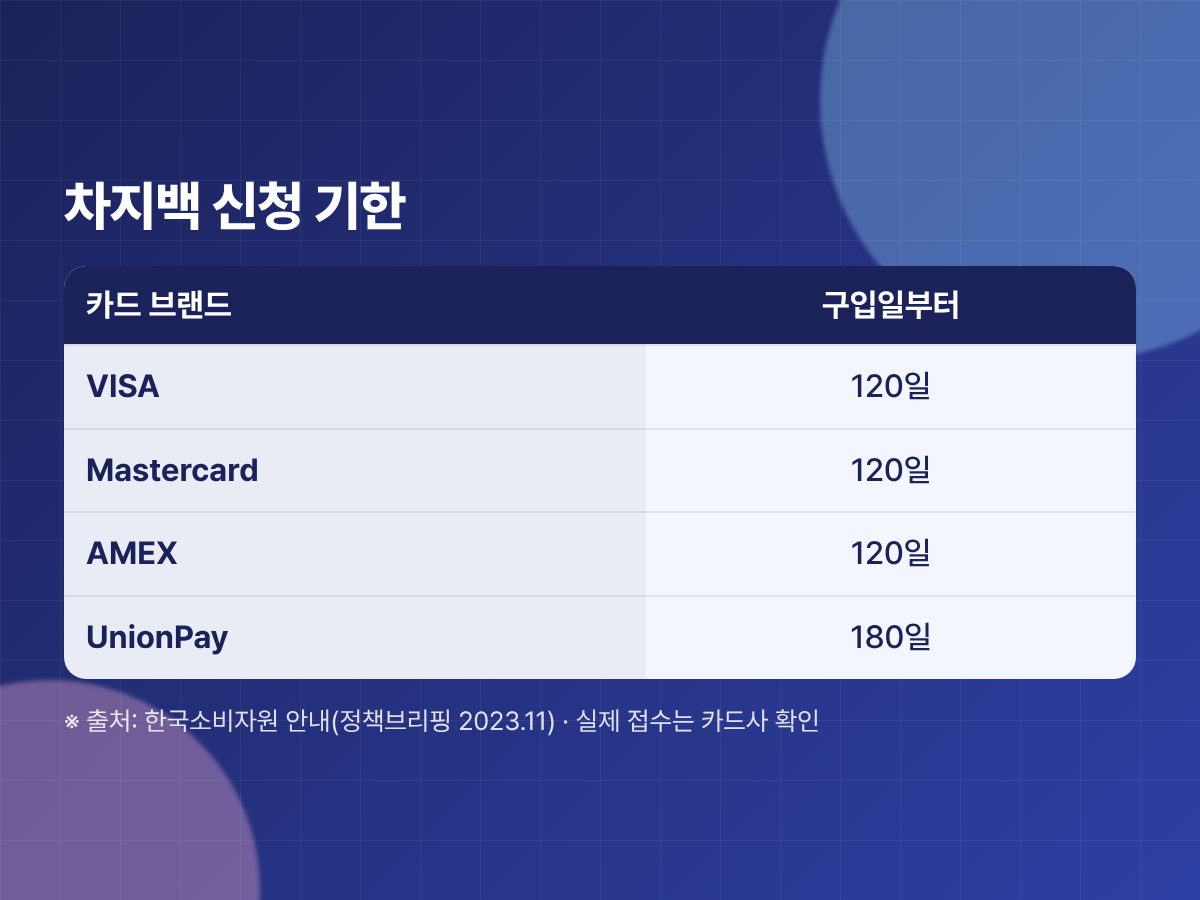 차지백 신청 기한
카드 브랜드 구입일부터
VISA 120일
Mastercard 120일
AMEX 120일
UnionPay 180일
※ 출처: 한국소비자원 안내(정책브리핑 2023.11) · 실제 접수는 카드사 확인